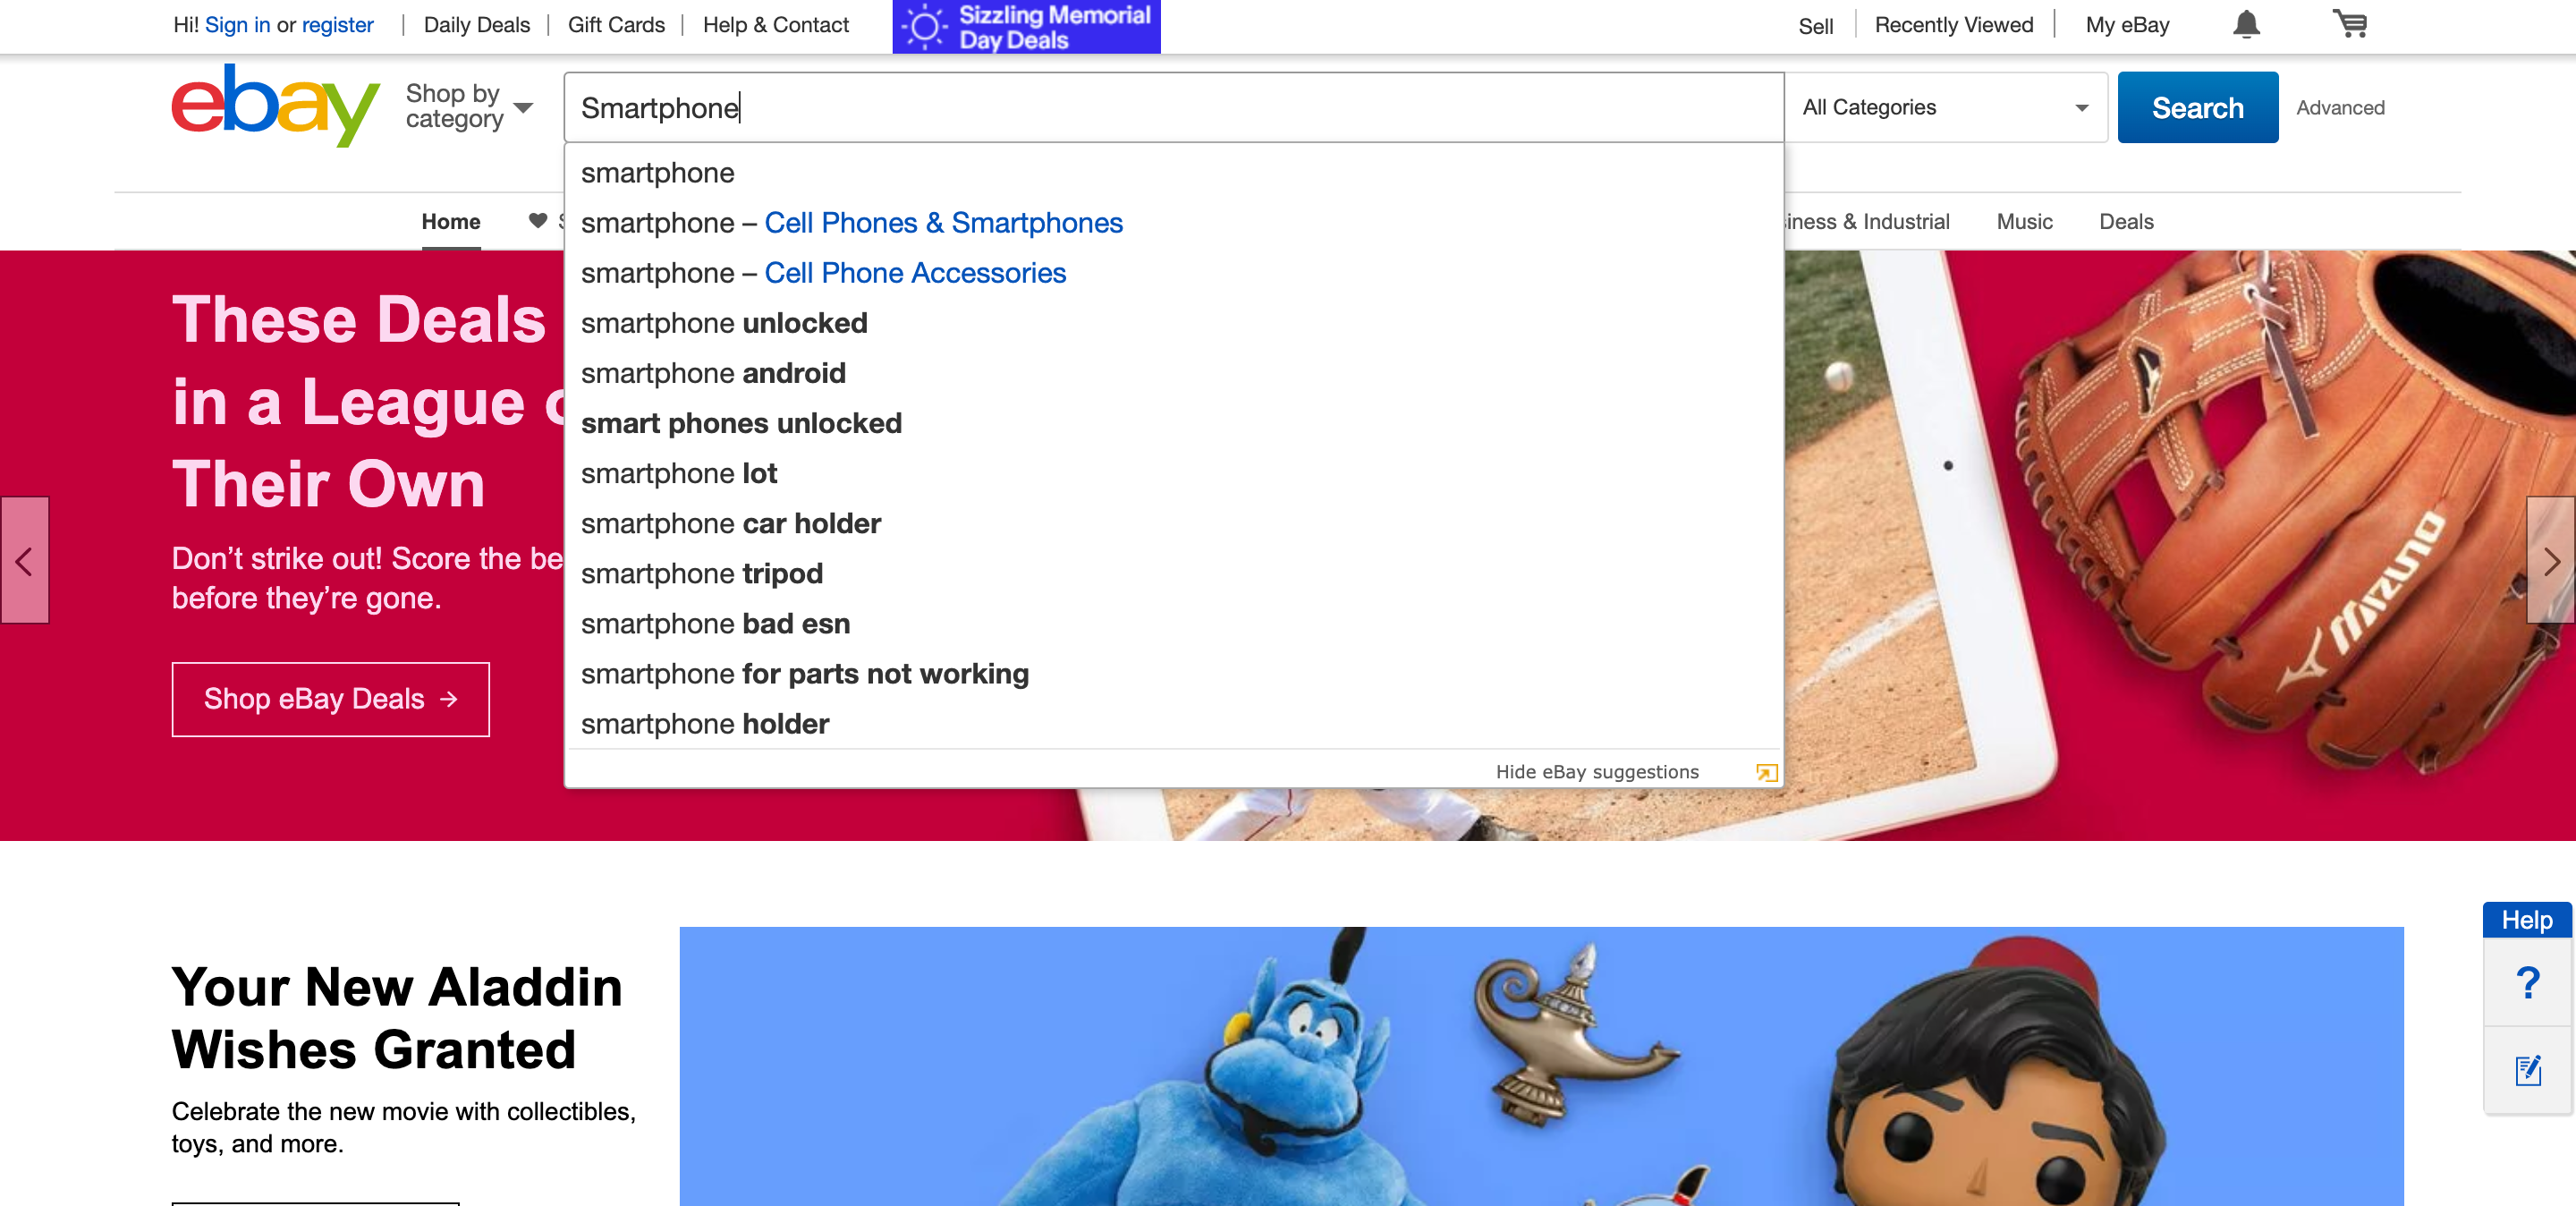 Hi! Sign in or register
Daily Deals
Gift Cards
Help & Contact
Sizzling Memorial
Day Deals
Sell
Recently Viewed
My eBay
ebay
Shop by
category
Smartphone
All Categories
Search
Advanced
smartphone
smartphone – Cell Phones & Smartphones
smartphone – Cell Phone Accessories
smartphone unlocked
smartphone android
smart phones unlocked
smartphone lot
smartphone car holder
smartphone tripod
smartphone bad esn
smartphone for parts not working
smartphone holder
Hide eBay suggestions
Home
& Industrial
Music
Deals
These Deals
in a League
Their Own
Don’t strike out! Score the
before they’re gone.
Shop eBay Deals
MIZUNO
Help
?
Your New Aladdin
Wishes Granted
Celebrate the new movie with collectibles,
toys, and more.